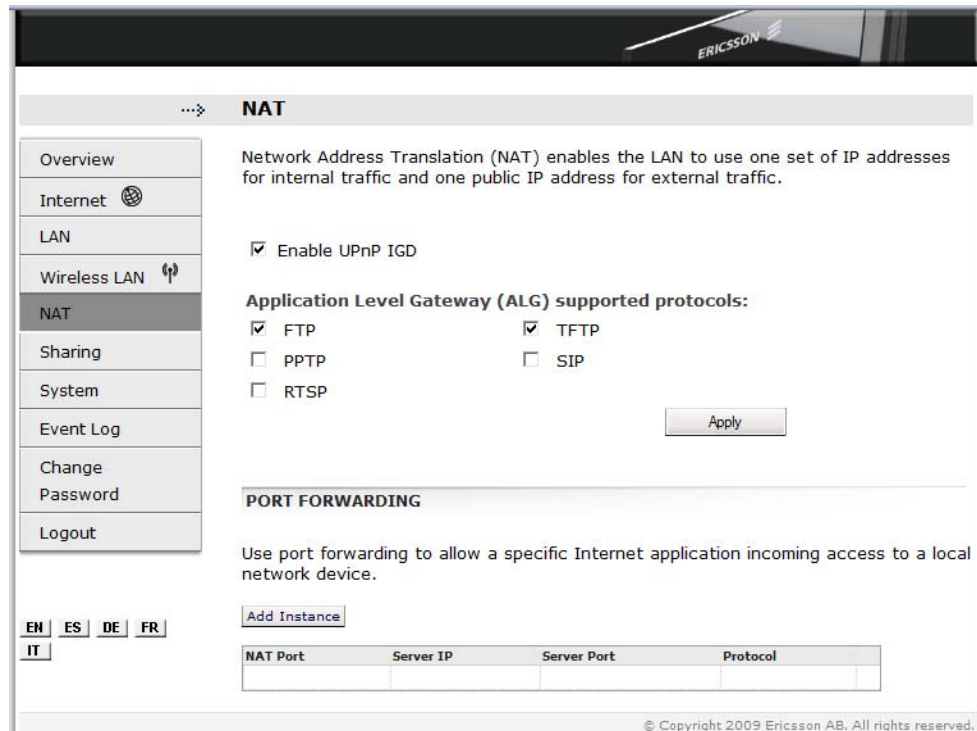 ERICSSON
NAT
Overview
Internet
LAN
Wireless LAN
NAT
Sharing
System
Event Log
Change
Password
Logout
EN ES DE FR
IT
Network Address Translation (NAT) enables the LAN to use one set of IP addresses
for internal traffic and one public IP address for external traffic.
Enable UPnP IGD
Application Level Gateway (ALG) supported protocols:
FTP TFTP
PPTP SIP
RTSP
Apply
PORT FORWARDING
Use port forwarding to allow a specific Internet application incoming access to a local
network device.
Add Instance
NAT Port Server IP Server Port Protocol
© Copyright 2009 Ericsson AB. All rights reserved.